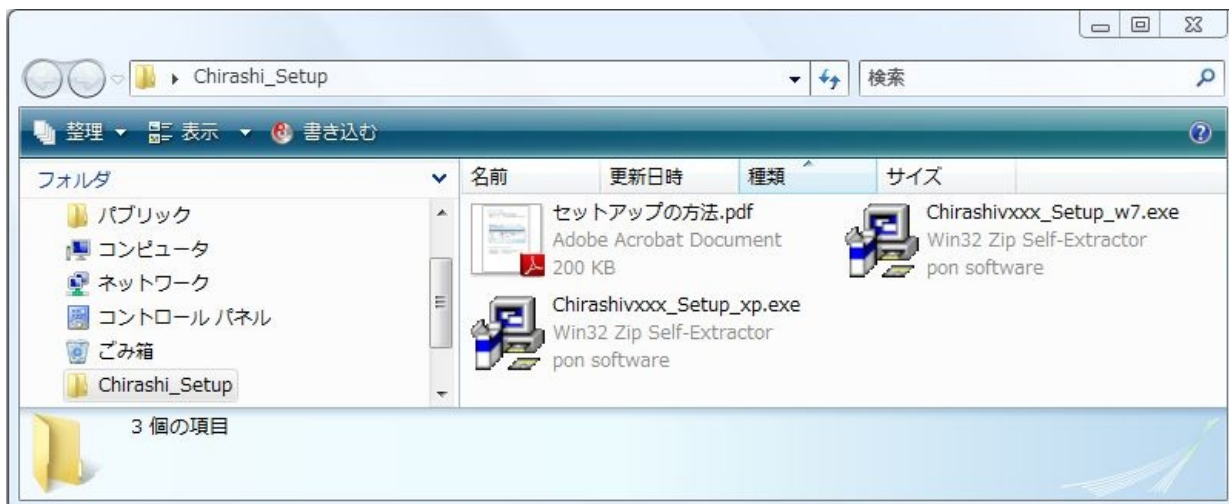 Chirashi_Setup
検索
整理 表示 書き込む
フォルダ
名前 更新日時 種類 サイズ
パブリック
コンピュータ
ネットワーク
コントロール パネル
ごみ箱
Chirashi_Setup
セットアップの方法.pdf
Adobe Acrobat Document
200 KB
Chirashivxxx_Setup_w7.exe
Win32 Zip Self-Extractor
pon software
Chirashivxxx_Setup_xp.exe
Win32 Zip Self-Extractor
pon software
3 個の項目